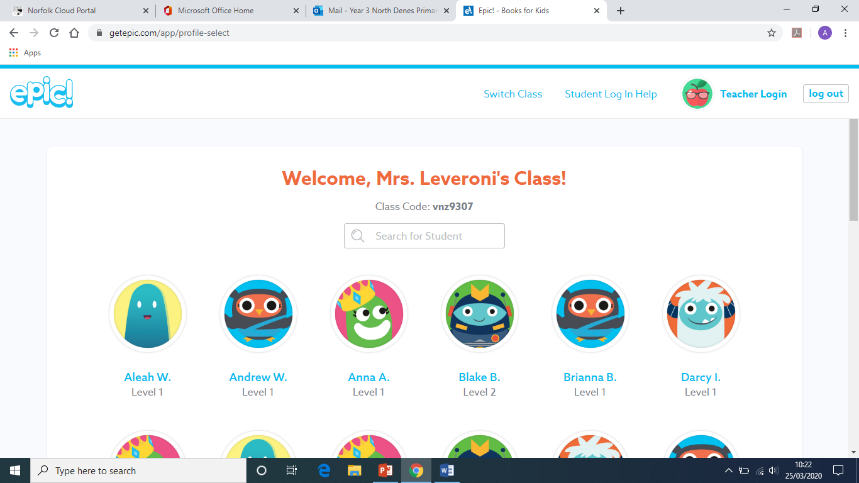 Norfolk Cloud Portal
Microsoft Office Home
Mail - Year 3 North Denes Prima
Epic! - Books for Kids
getepic.com/app/profile-select
A
Apps
epic!
Switch Class
Student Log In Help
Teacher Login
log out
Welcome, Mrs. Leveroni's Class!
Class Code: vnz9307
Search for Student
Aleah W.
Andrew W.
Anna A.
Blake B.
Brianna B.
Darcy I.
Level 1
Level 1
Level 1
Level 2
Level 1
Level 1
Type here to search
10:22
25/03/2020